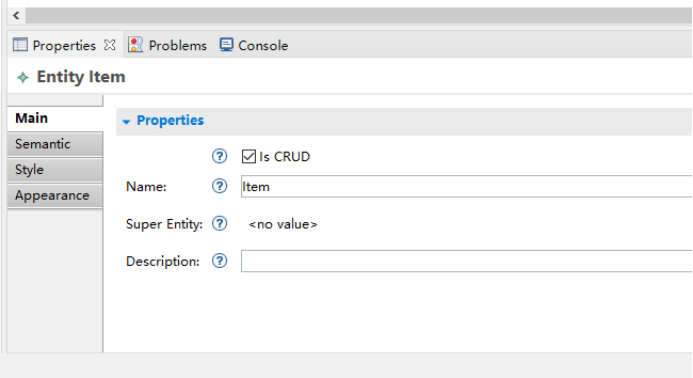 Properties Problems Console
Entity Item
Main
Semantic
Style
Appearance
Properties
Is CRUD
Name: Item
Super Entity: <no value>
Description: